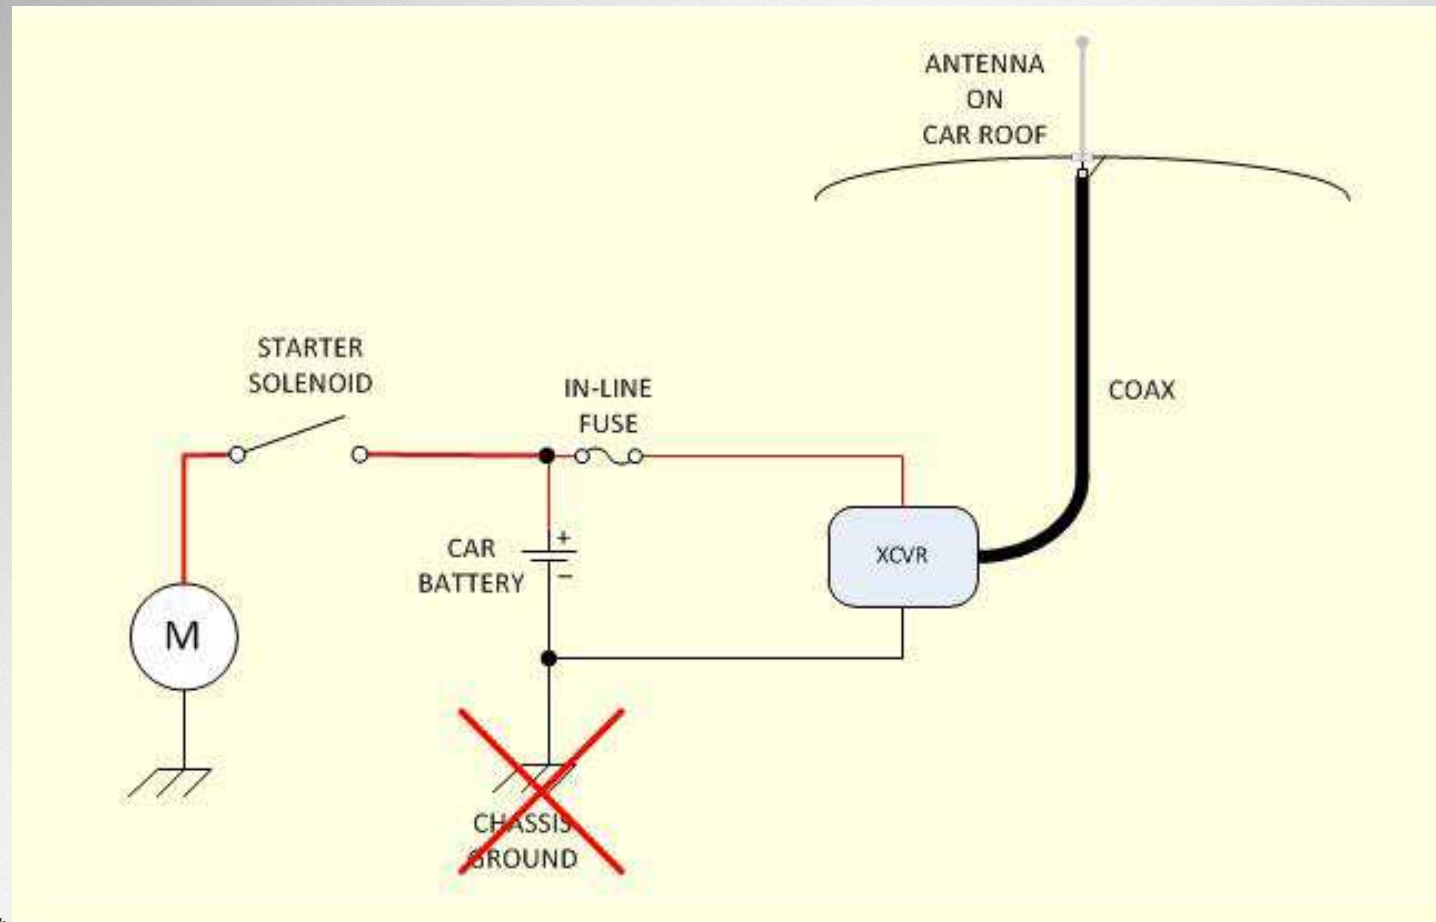 ANTENNA
ON
CAR ROOF
STARTER
SOLENOID
IN-LINE
FUSE
COAX
CAR
BATTERY
+
−
XCVR
M
CHASSIS
GROUND